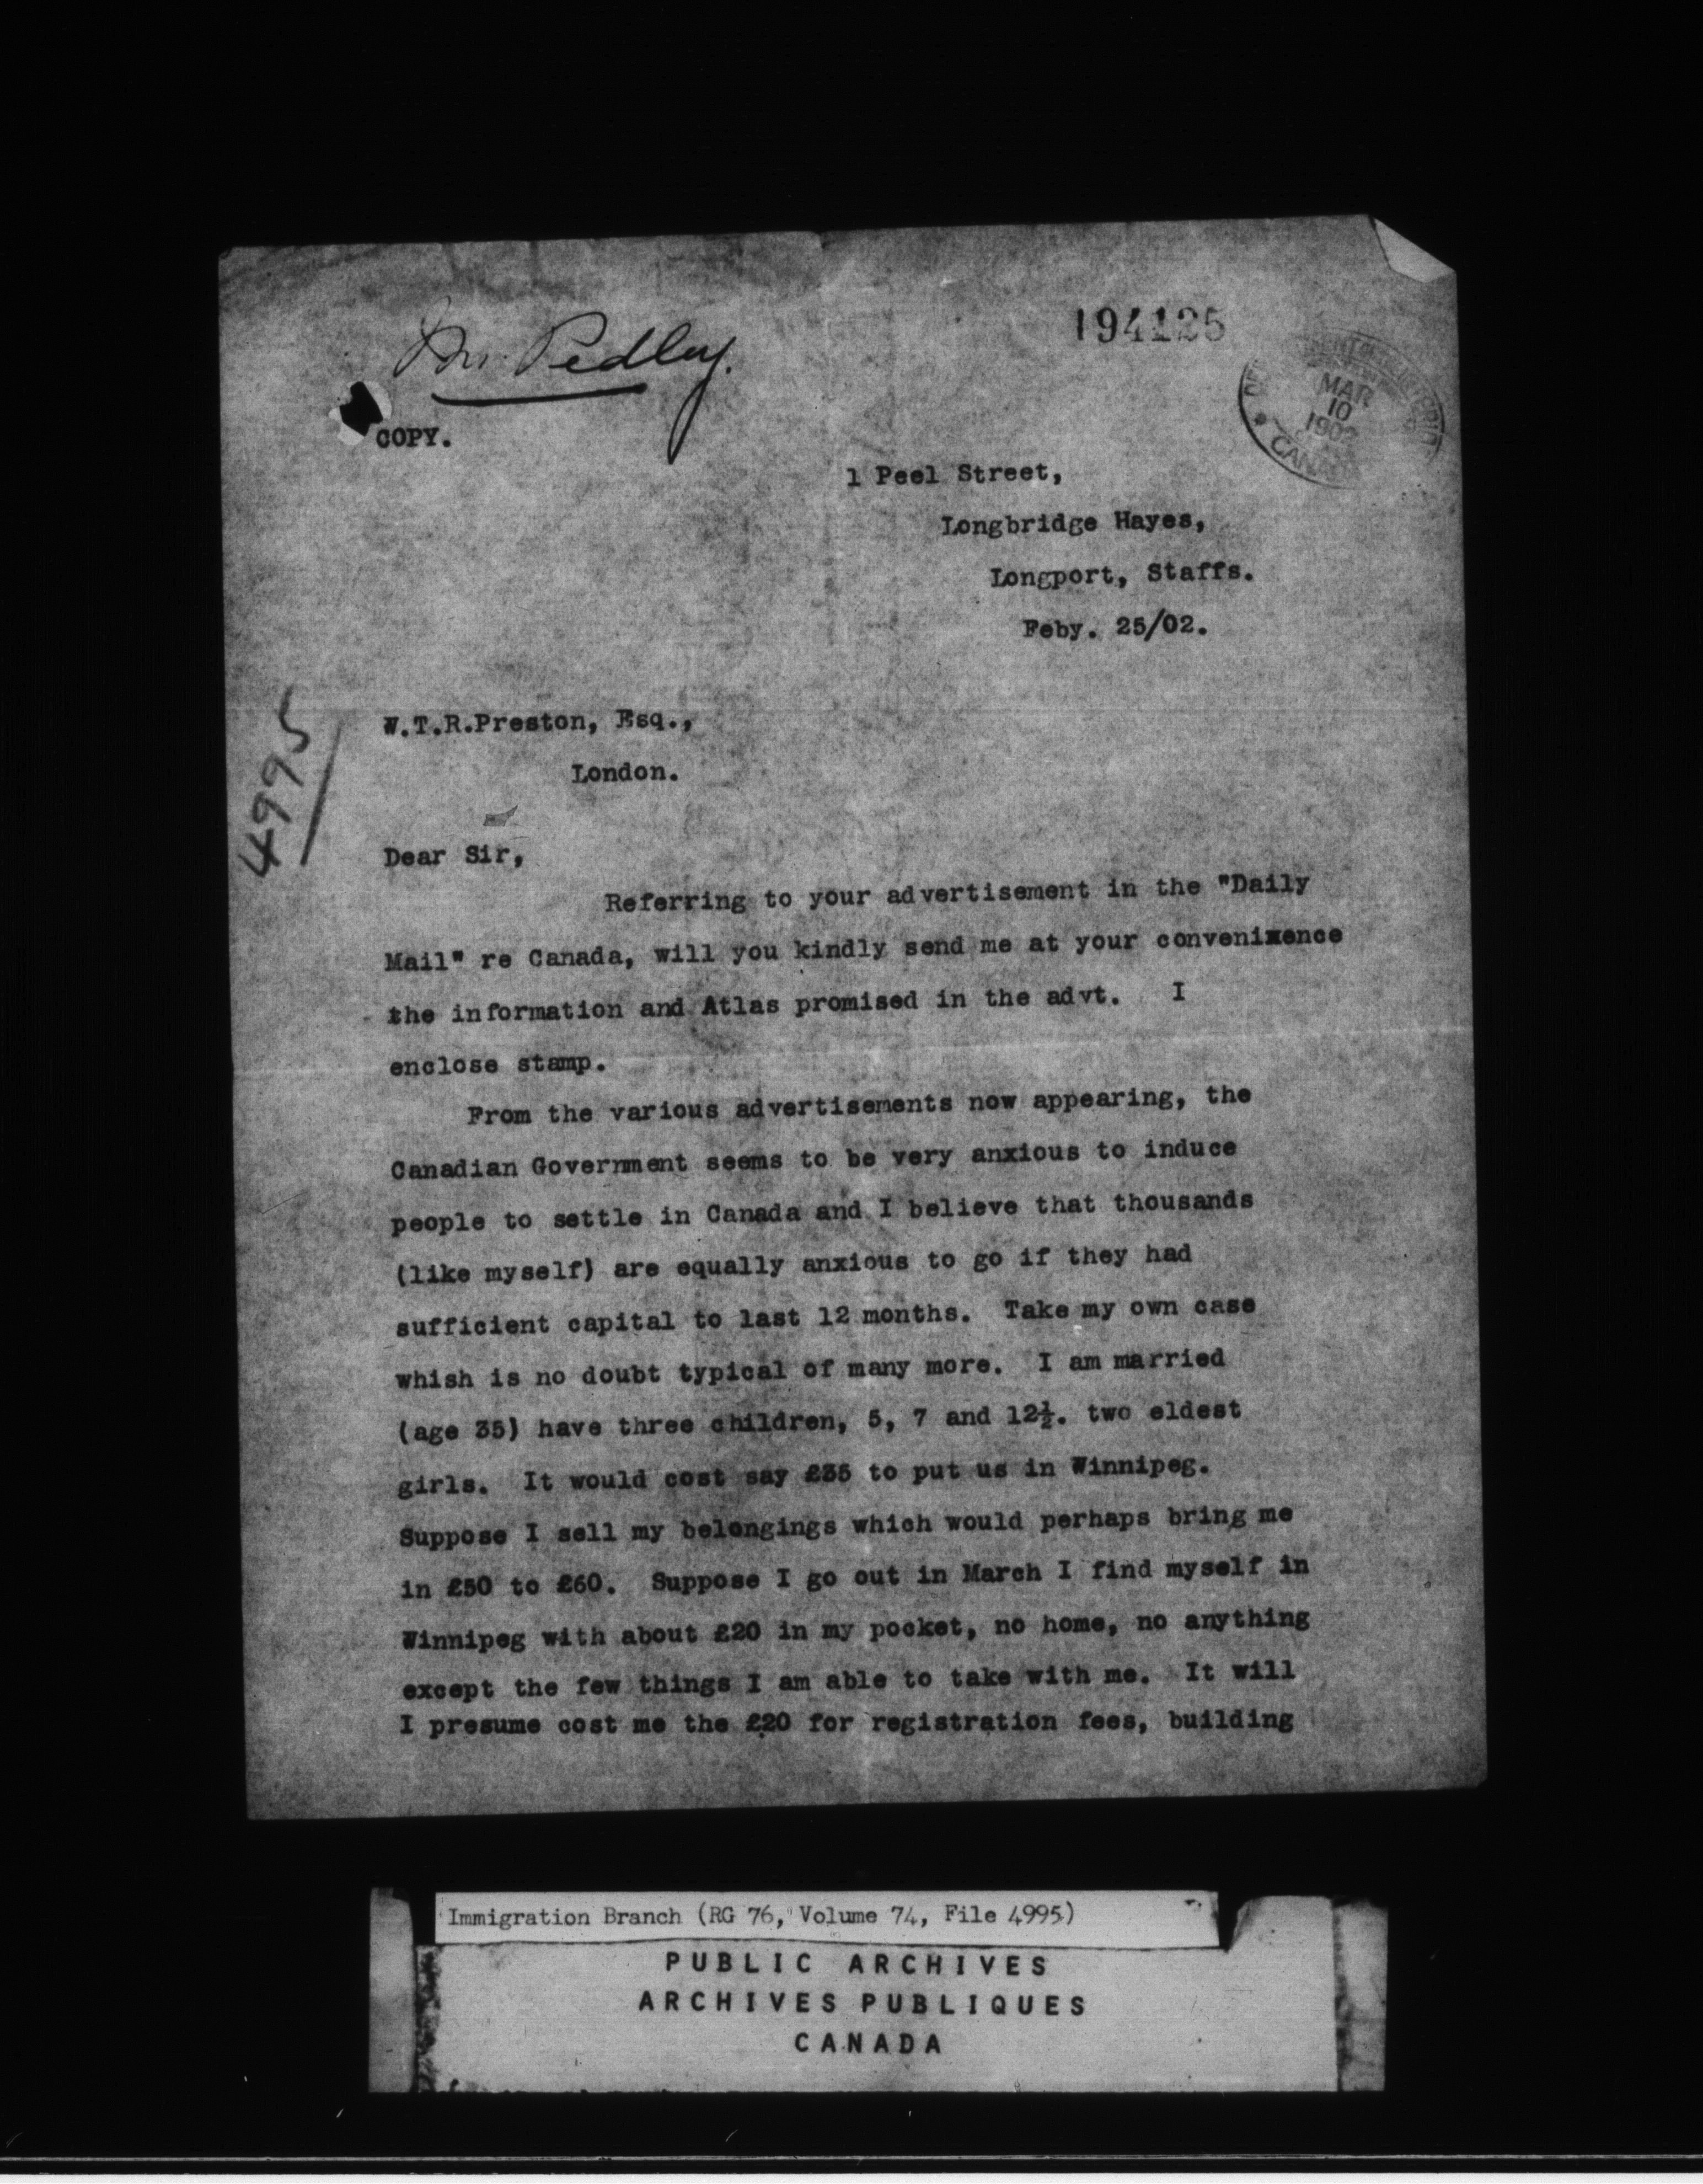 Mr. Pedley.
194125
MAR
10
1902
CANADA
COPY.
1 Peel Street,
Longbridge Hayes,
Longport, Staffs.
Feby. 25/02.
4995
W.T.R.Preston, Esq.,
London.
Dear Sir,
Referring to your advertisement in the "Daily
Mail" re Canada, will you kindly send me at your convenixence
the information and Atlas promised in the advt. I
enclose stamp.
From the various advertisements now appearing, the
Canadian Government seems to be very anxious to induce
people to settle in Canada and I believe that thousands
(like myself) are equally anxious to go if they had
sufficient capital to last 12 months. Take my own case
whish is no doubt typical of many more. I am married
(age 35) have three children, 5, 7 and 12½. two eldest
girls. It would cost say £35 to put us in Winnipeg.
Suppose I sell my belongings which would perhaps bring me
in £50 to £60. Suppose I go out in March I find myself in
Winnipeg with about £20 in my pocket, no home, no anything
except the few things I am able to take with me. It will
I presume cost me the £20 for registration fees, building
Immigration Branch (RG 76, Volume 74, File 4995)
PUBLIC ARCHIVES
ARCHIVES PUBLIQUES
CANADA